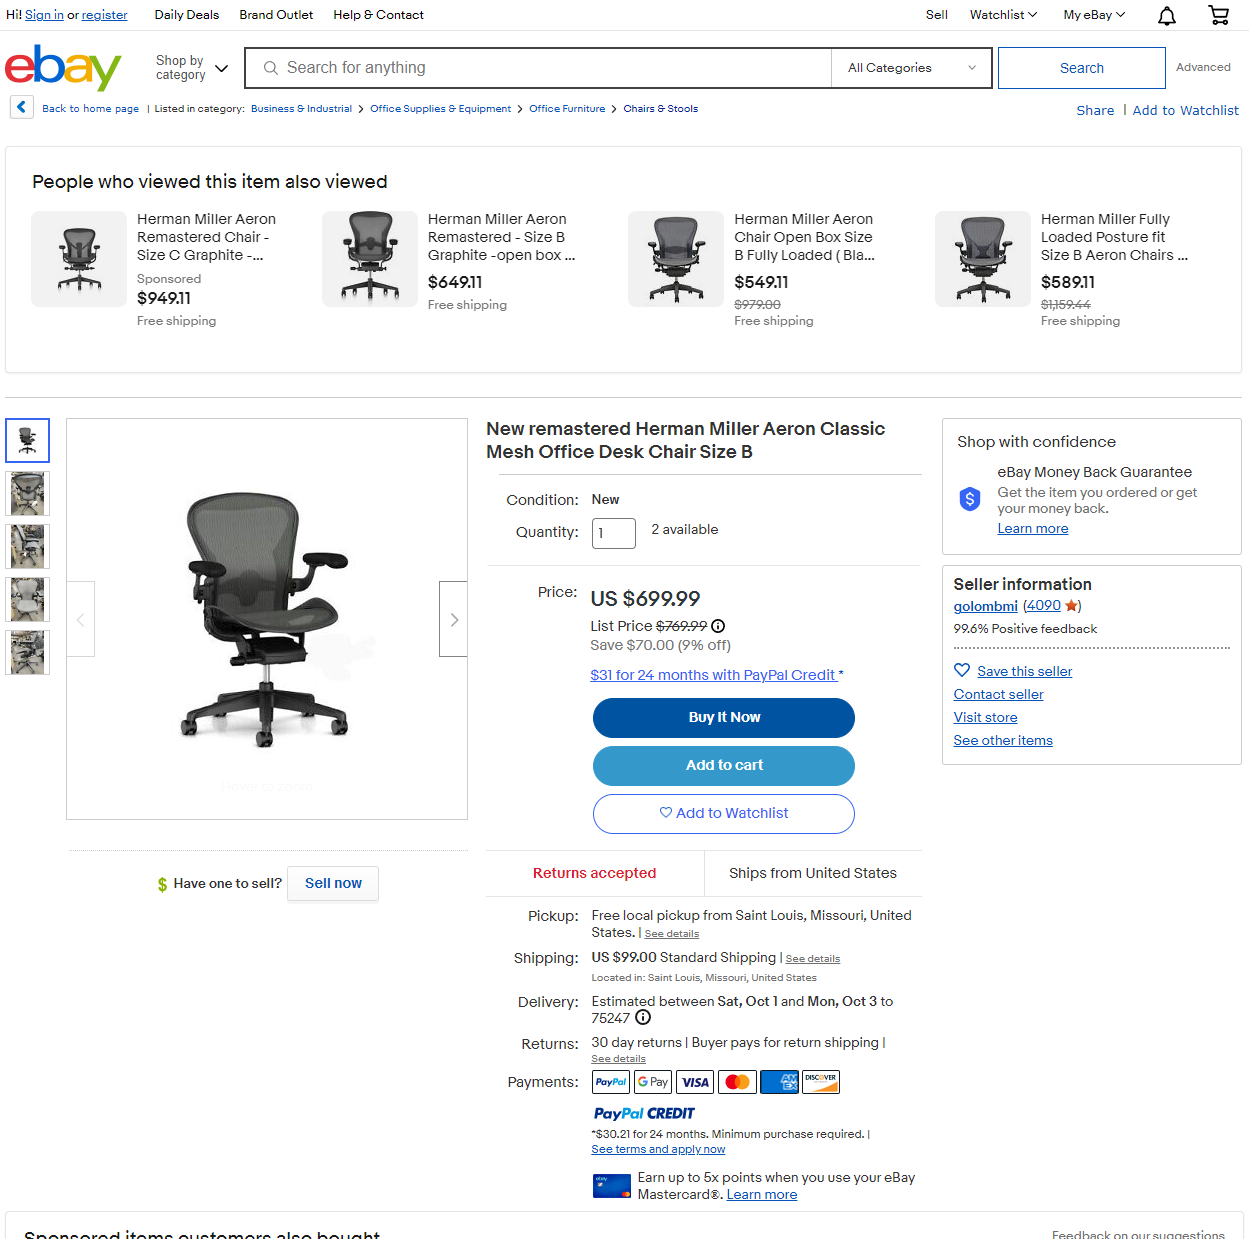 Hi! Sign in or register
Daily Deals
Brand Outlet
Help & Contact
Sell
Watchlist
My eBay
ebay
Shop by
category
Search for anything
All Categories
Search
Advanced
Back to home page | Listed in category: Business & Industrial > Office Supplies & Equipment > Office Furniture > Chairs & Stools
Share | Add to Watchlist
People who viewed this item also viewed
Herman Miller Aeron
Remastered Chair -
Size C Graphite -...
Sponsored
$949.11
Free shipping
Herman Miller Aeron
Remastered - Size B
Graphite -open box ...
$649.11
Free shipping
Herman Miller Aeron
Chair Open Box Size
B Fully Loaded ( Bla...
$549.11
$979.00
Free shipping
Herman Miller Fully
Loaded Posture fit
Size B Aeron Chairs ...
$589.11
$1,159.44
Free shipping
Hover to zoom
Have one to sell?
Sell now
New remastered Herman Miller Aeron Classic
Mesh Office Desk Chair Size B
Condition: New
Quantity: 1 2 available
Price: US $699.99
List Price $769.99
Save $70.00 (9% off)
$31 for 24 months with PayPal Credit *
Buy It Now
Add to cart
Add to Watchlist
Returns accepted
Ships from United States
Pickup: Free local pickup from Saint Louis, Missouri, United
States. | See details
Shipping: US $99.00 Standard Shipping | See details
Located in: Saint Louis, Missouri, United States
Delivery: Estimated between Sat, Oct 1 and Mon, Oct 3 to
75247
Returns: 30 day returns | Buyer pays for return shipping |
See details
Payments: PayPal G Pay VISA AMEX DISCOVER
PayPal CREDIT
*$30.21 for 24 months. Minimum purchase required. |
See terms and apply now
Earn up to 5x points when you use your eBay
Mastercard®. Learn more
Shop with confidence
eBay Money Back Guarantee
Get the item you ordered or get
your money back.
Learn more
Seller information
golombmi (4090)
99.6% Positive feedback
Save this seller
Contact seller
Visit store
See other items
Sponsored items customers also bought
Feedback on our suggestions